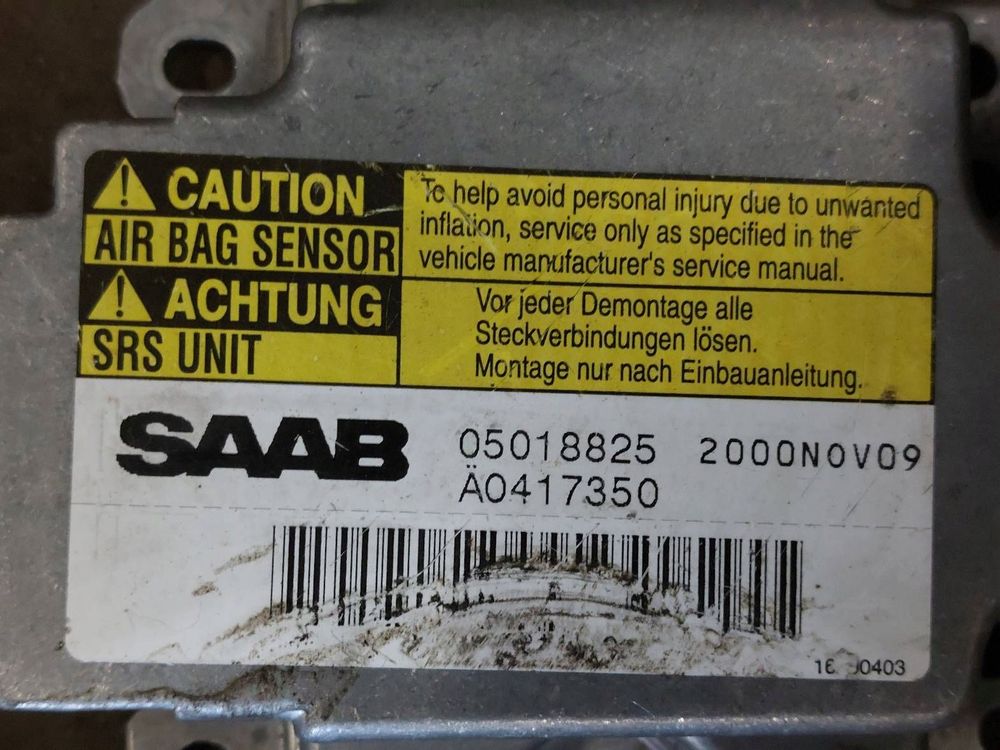 CAUTION
AIR BAG SENSOR
To help avoid personal injury due to unwanted
inflation, service only as specified in the
vehicle manufacturer's service manual.
ACHTUNG
SRS UNIT
Vor jeder Demontage alle
Steckverbindungen lösen.
Montage nur nach Einbauanleitung.
SAAB
05018825 2000NOV09
Ä0417350